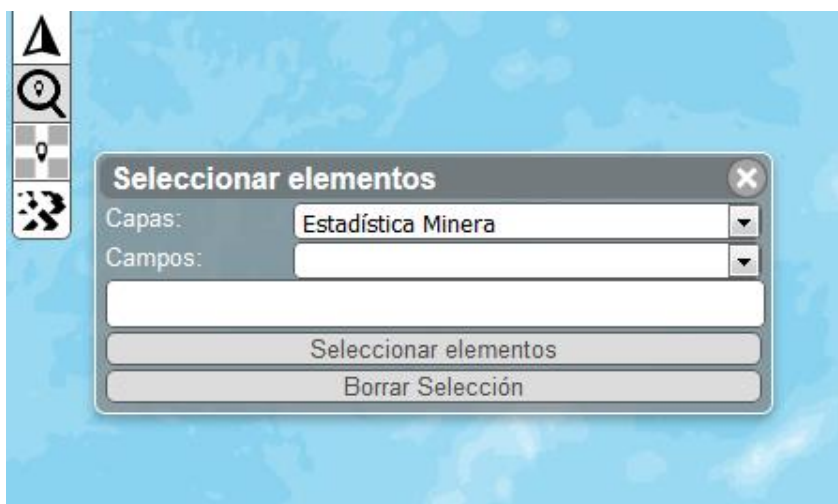 Seleccionar elementos
Capas: Estadística Minera
Campos:
Seleccionar elementos
Borrar Selección